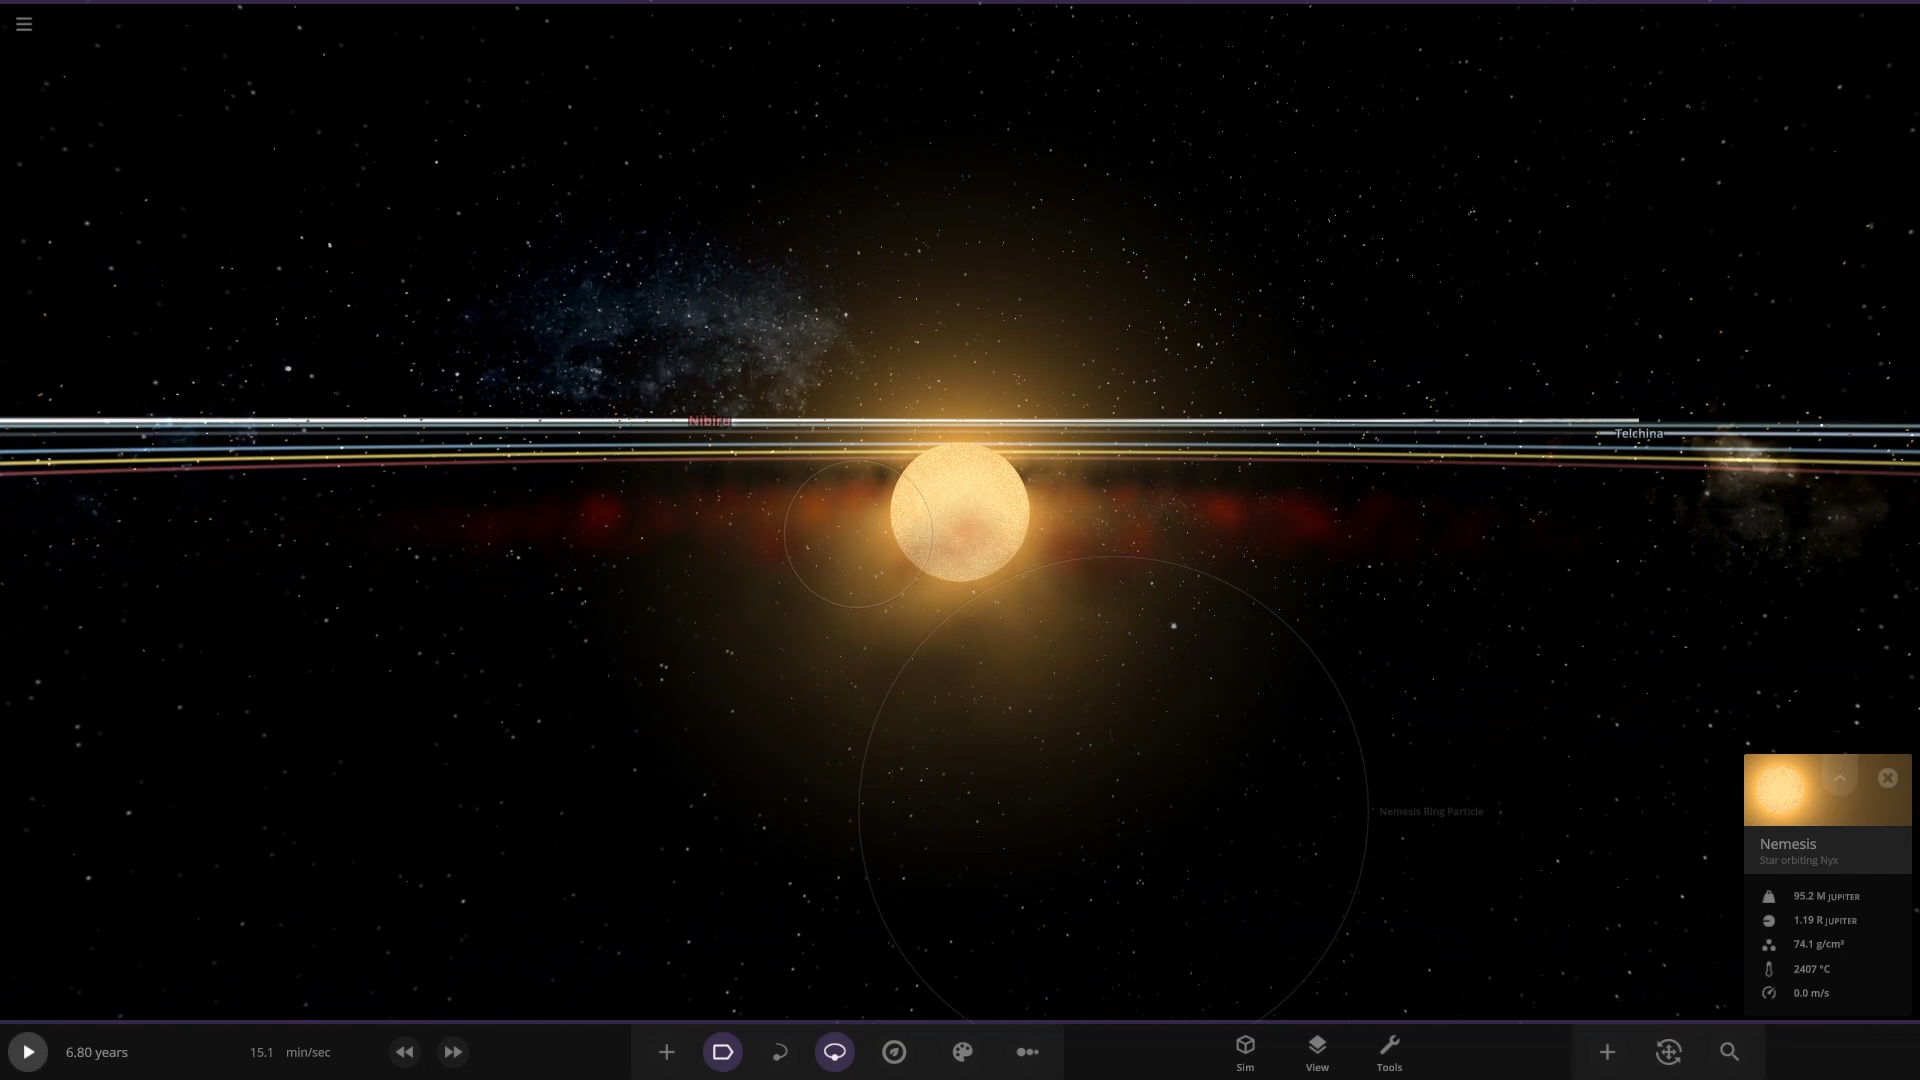 Nibiru
Telchina
Nemesis Ring Particle
Nemesis
Star orbiting Nyx
95.2 M JUPITER
1.19 R JUPITER
74.1 g/cm³
2407 °C
0.0 m/s
6.80 years
15.1 min/sec
Sim
View
Tools